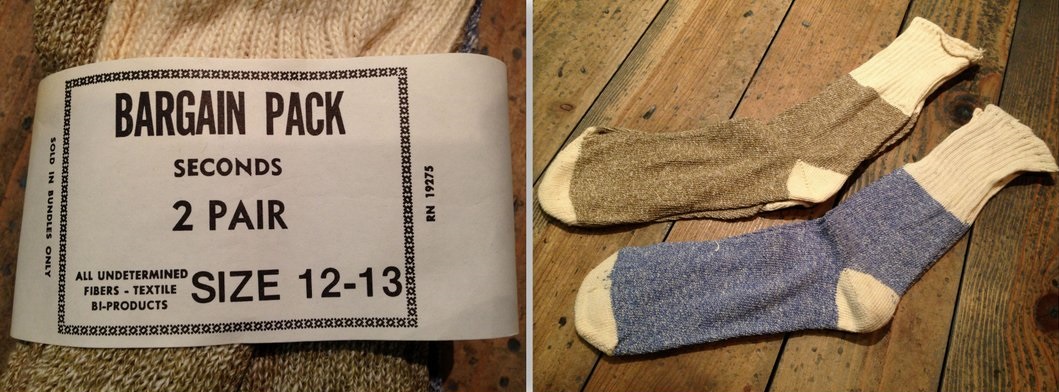 BARGAIN PACK
SECONDS
2 PAIR
ALL UNDETERMINED
FIBERS - TEXTILE
BI-PRODUCTS
SIZE 12-13
SOLD IN BUNDLES ONLY
RN 19275